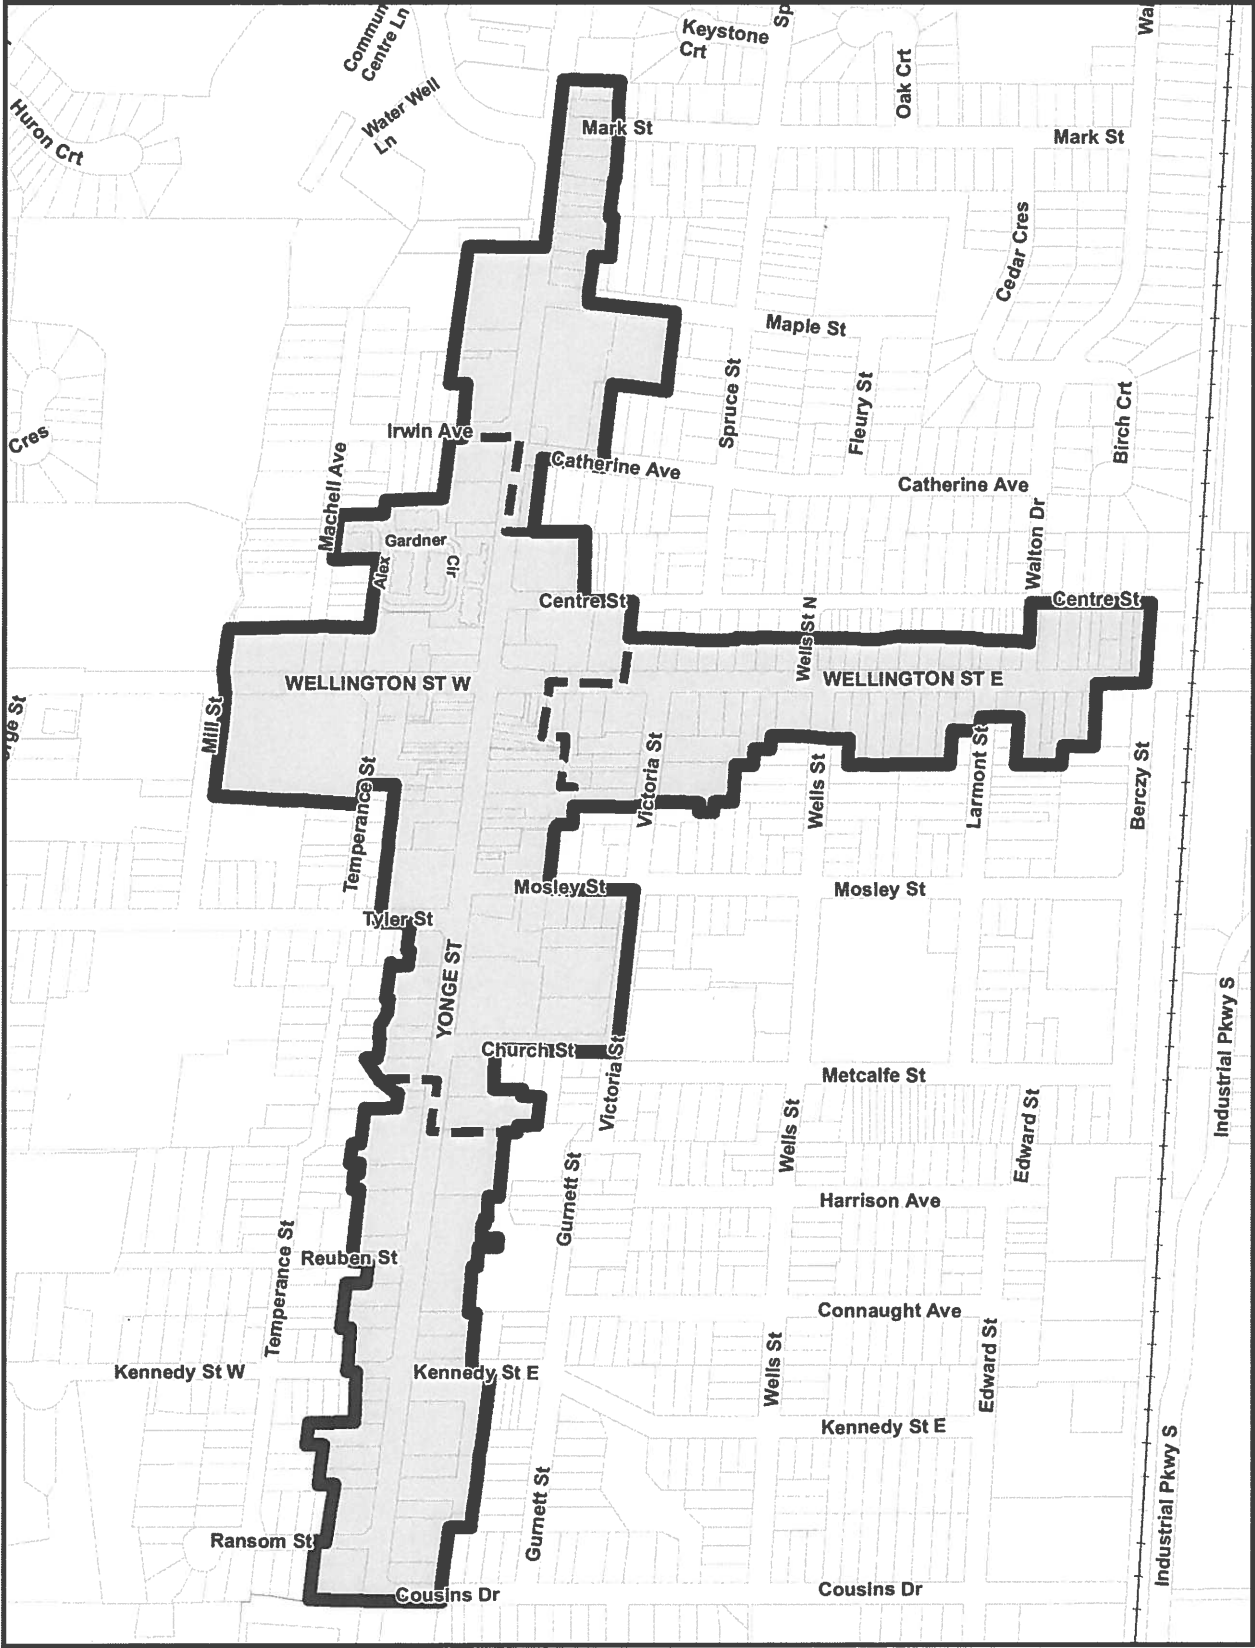 Commun
Centre Ln
Keystone
Crt
Sp
Wa
Oak Crt
Water Well
Ln
Huron Crt
Mark St
Mark St
Cedar Cres
Maple St
Spruce St
Fleury St
Birch Crt
Cres
Irwin Ave
Machell Ave
Catherine Ave
Catherine Ave
Walton Dr
Gardner
Alex
Cir
Centre St
Centre St
Wells St N
WELLINGTON ST W
WELLINGTON ST E
rge St
Mill St
Temperance St
Victoria St
Wells St
Larmont St
Berczy St
Mosley St
Mosley St
Tyler St
YONGE ST
Industrial Pkwy S
Church St
Victoria St
Metcalfe St
Wells St
Edward St
Gurnett St
Harrison Ave
Temperance St
Reuben St
Connaught Ave
Wells St
Edward St
Kennedy St W
Kennedy St E
Kennedy St E
Gurnett St
Industrial Pkwy S
Ransom St
Cousins Dr
Cousins Dr